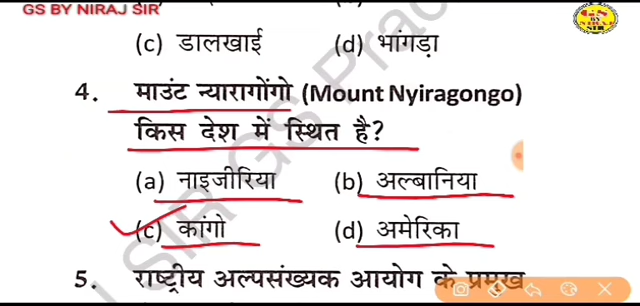 GS BY NIRAJ SIR
(c) डालखाई (d) भांगड़ा
4. माउंट न्यारागोंगो (Mount Nyiragongo)
किस देश में स्थित है?
(a) नाइजीरिया (b) अल्बानिया
(c) कांगो (d) अमेरिका
5. राष्ट्रीय अल्पसंख्यक आयोग के प्रमुख